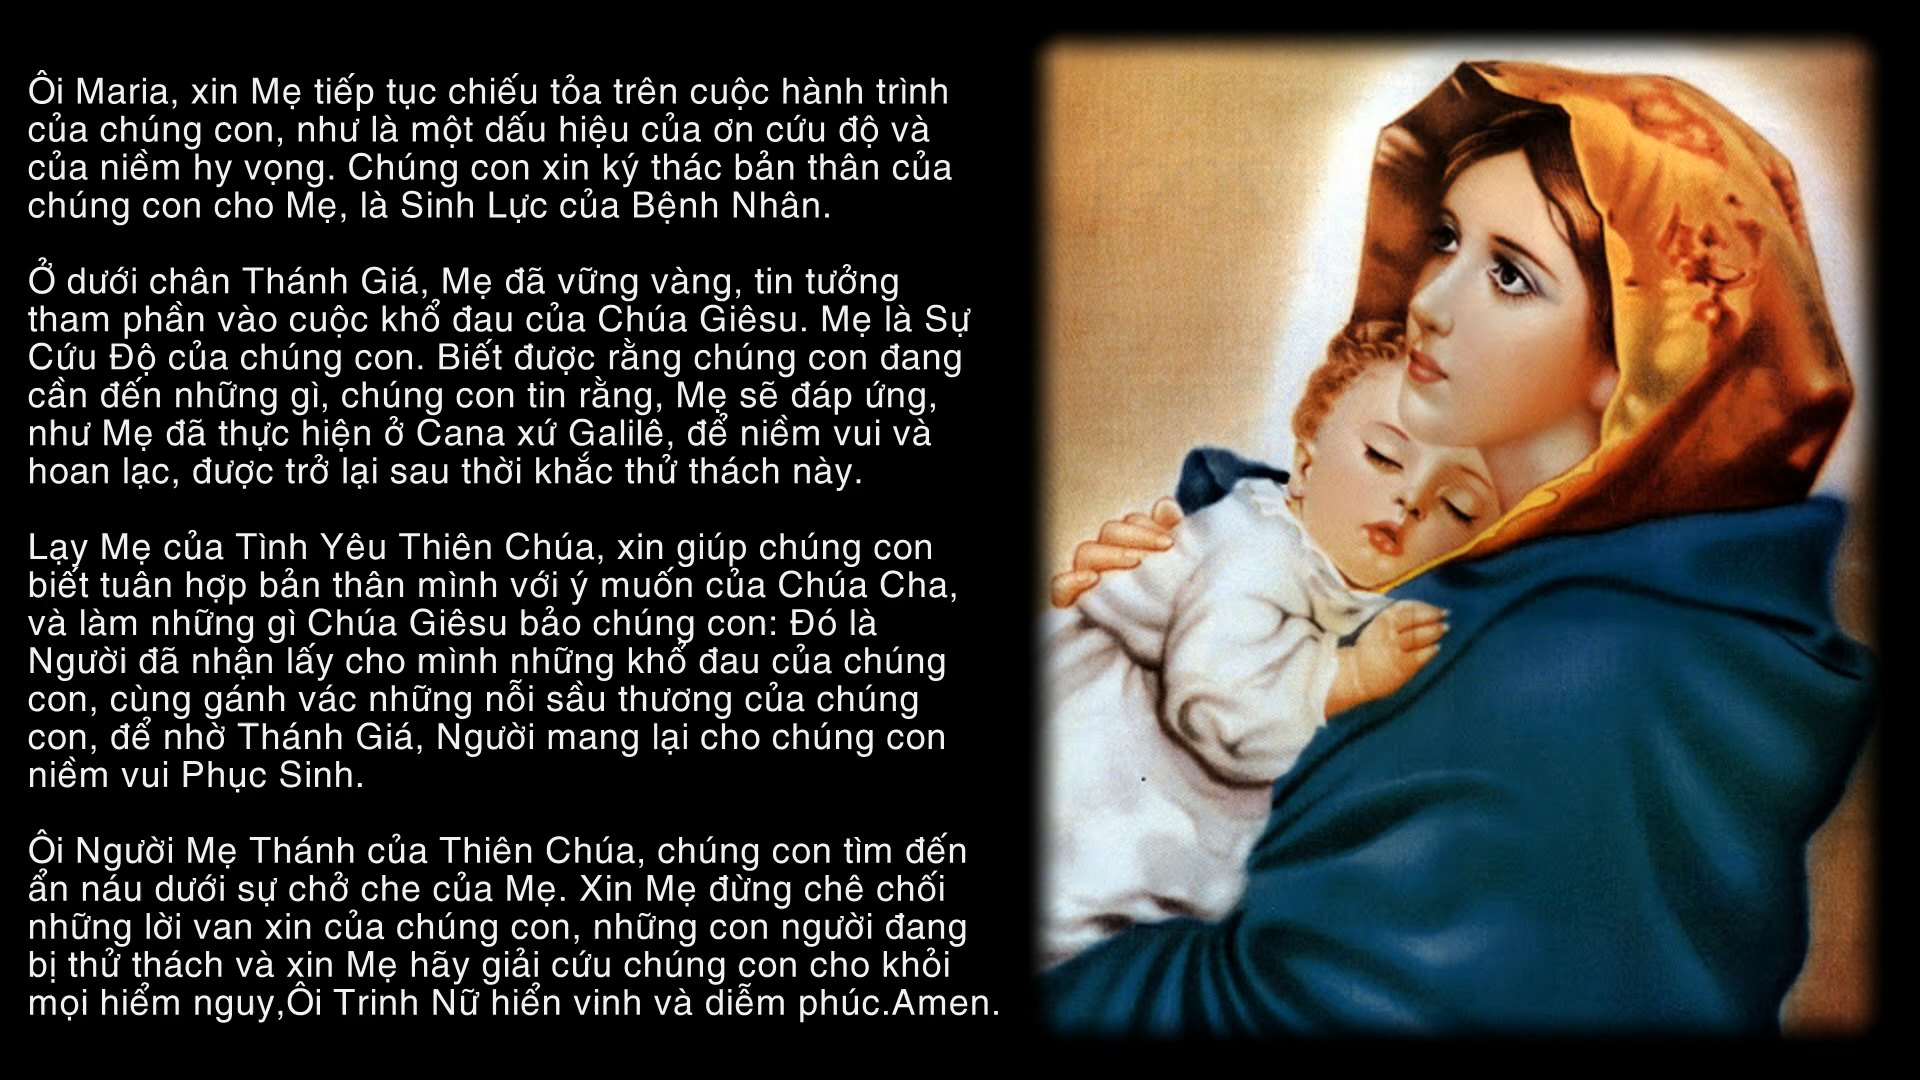 Ôi Maria, xin Mẹ tiếp tục chiếu tỏa trên cuộc hành trình
của chúng con, như là một dấu hiệu của ơn cứu độ và
của niềm hy vọng. Chúng con xin ký thác bản thân của
chúng con cho Mẹ, là Sinh Lực của Bệnh Nhân.
Ở dưới chân Thánh Giá, Mẹ đã vững vàng, tin tưởng
tham phần vào cuộc khổ đau của Chúa Giêsu. Mẹ là Sự
Cứu Độ của chúng con. Biết được rằng chúng con đang
cần đến những gì, chúng con tin rằng, Mẹ sẽ đáp ứng,
như Mẹ đã thực hiện ở Cana xứ Galilê, để niềm vui và
hoan lạc, được trở lại sau thời khắc thử thách này.
Lạy Mẹ của Tình Yêu Thiên Chúa, xin giúp chúng con
biết tuân hợp bản thân mình với ý muốn của Chúa Cha,
và làm những gì Chúa Giêsu bảo chúng con: Đó là
Người đã nhận lấy cho mình những khổ đau của chúng
con, cùng gánh vác những nỗi sầu thương của chúng
con, để nhờ Thánh Giá, Người mang lại cho chúng con
niềm vui Phục Sinh.
Ôi Người Mẹ Thánh của Thiên Chúa, chúng con tìm đến
ẩn náu dưới sự chở che của Mẹ. Xin Mẹ đừng chê chối
những lời van xin của chúng con, những con người đang
bị thử thách và xin Mẹ hãy giải cứu chúng con cho khỏi
mọi hiểm nguy,Ôi Trinh Nữ hiển vinh và diễm phúc.Amen.